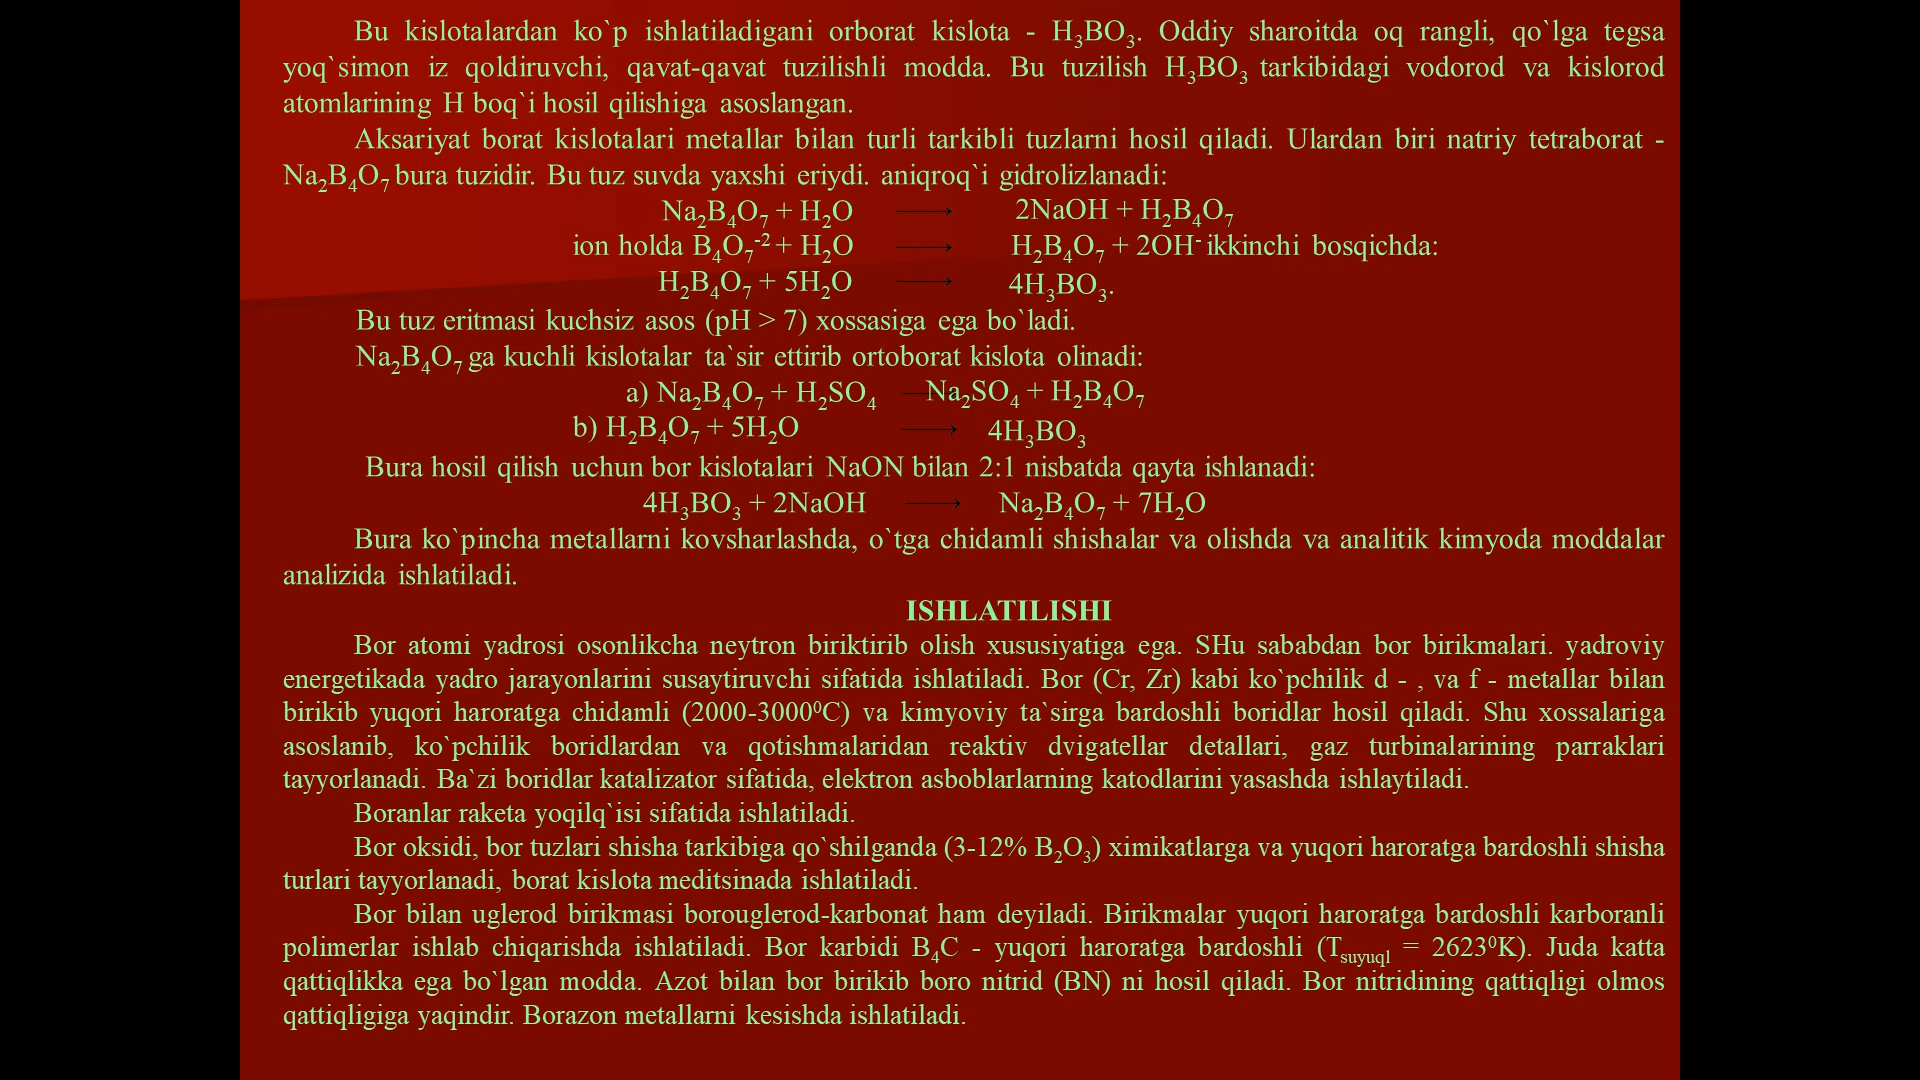 Bu kislotalardan ko`p ishlatiladigani orborat kislota - H₃BO₃. Oddiy sharoitda oq rangli, qo`lga tegsa
yoq`simon iz qoldiruvchi, qavat-qavat tuzilishli modda. Bu tuzilish H₃BO₃ tarkibidagi vodorod va kislorod
atomlarining H boq`i hosil qilishiga asoslangan.
Aksariyat borat kislotalari metallar bilan turli tarkibli tuzlarni hosil qiladi. Ulardan biri natriy tetraborat -
Na₂B₄O₇ bura tuzidir. Bu tuz suvda yaxshi eriydi. aniqroq`i gidrolizlanadi:
Na₂B₄O₇ + H₂O → 2NaOH + H₂B₄O₇
ion holda B₄O₇⁻² + H₂O → H₂B₄O₇ + 2OH⁻ ikkinchi bosqichda:
H₂B₄O₇ + 5H₂O → 4H₃BO₃.
Bu tuz eritmasi kuchsiz asos (pH > 7) xossasiga ega bo`ladi.
Na₂B₄O₇ ga kuchli kislotalar ta`sir ettirib ortoborat kislota olinadi:
a) Na₂B₄O₇ + H₂SO₄ — Na₂SO₄ + H₂B₄O₇
b) H₂B₄O₇ + 5H₂O → 4H₃BO₃
Bura hosil qilish uchun bor kislotalari NaON bilan 2:1 nisbatda qayta ishlanadi:
4H₃BO₃ + 2NaOH → Na₂B₄O₇ + 7H₂O
Bura ko`pincha metallarni kovsharlashda, o`tga chidamli shishalar va olishda va analitik kimyoda moddalar
analizida ishlatiladi.
ISHLATILISHI
Bor atomi yadrosi osonlikcha neytron biriktirib olish xususiyatiga ega. SHu sababdan bor birikmalari. yadroviy
energetikada yadro jarayonlarini susaytiruvchi sifatida ishlatiladi. Bor (Cr, Zr) kabi ko`pchilik d - , va f - metallar bilan
birikib yuqori haroratga chidamli (2000-3000⁰C) va kimyoviy ta`sirga bardoshli boridlar hosil qiladi. Shu xossalariga
asoslanib, ko`pchilik boridlardan va qotishmalaridan reaktiv dvigatellar detallari, gaz turbinalarining parraklari
tayyorlanadi. Ba`zi boridlar katalizator sifatida, elektron asboblarlarning katodlarini yasashda ishlaytiladi.
Boranlar raketa yoqilq`isi sifatida ishlatiladi.
Bor oksidi, bor tuzlari shisha tarkibiga qo`shilganda (3-12% B₂O₃) ximikatlarga va yuqori haroratga bardoshli shisha
turlari tayyorlanadi, borat kislota meditsinada ishlatiladi.
Bor bilan uglerod birikmasi borouglerod-karbonat ham deyiladi. Birikmalar yuqori haroratga bardoshli karboranli
polimerlar ishlab chiqarishda ishlatiladi. Bor karbidi B₄C - yuqori haroratga bardoshli (Tsuyuql = 2623⁰K). Juda katta
qattiqlikka ega bo`lgan modda. Azot bilan bor birikib boro nitrid (BN) ni hosil qiladi. Bor nitridining qattiqligi olmos
qattiqligiga yaqindir. Borazon metallarni kesishda ishlatiladi.